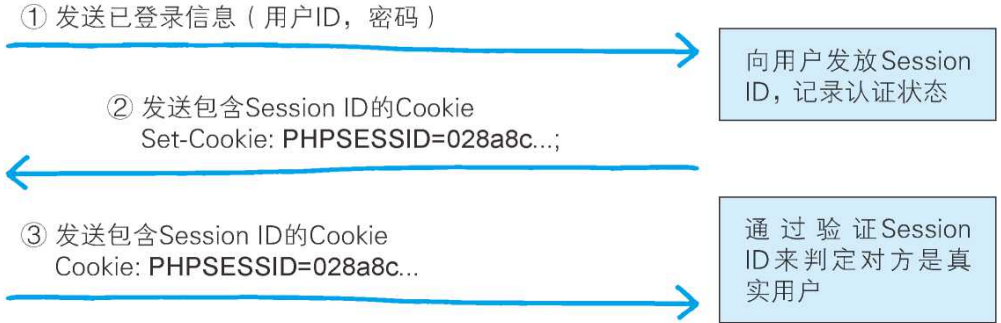 ① 发送已登录信息（用户ID，密码）
向用户发放Session
ID，记录认证状态
② 发送包含Session ID的Cookie
Set-Cookie: PHPSESSID=028a8c...;
③ 发送包含Session ID的Cookie
Cookie: PHPSESSID=028a8c...
通过验证Session
ID来判定对方是真
实用户